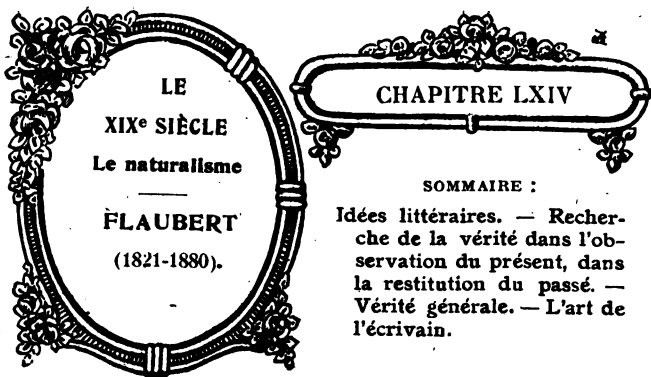 LE
XIXe SIÈCLE
Le naturalisme
FLAUBERT
(1821-1880).
CHAPITRE LXIV
SOMMAIRE :
Idées littéraires. — Recher-
che de la vérité dans l'ob-
servation du présent, dans
la restitution du passé. —
Vérité générale. — L'art de
l'écrivain.